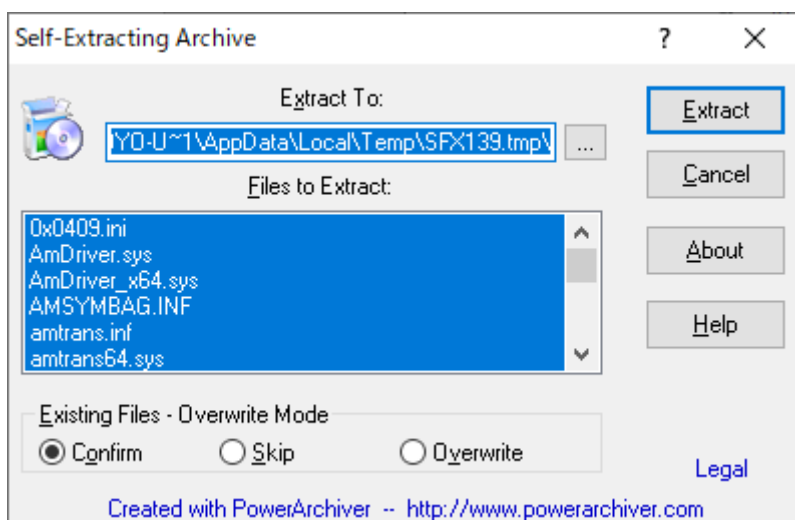 Self-Extracting Archive
Extract To:
YO-U~1\AppData\Local\Temp\SFX139.tmp\
...
Extract
Cancel
Files to Extract:
0x0409.ini
AmDriver.sys
AmDriver_x64.sys
AMSYMBAG.INF
amtrans.inf
amtrans64.sys
About
Help
Existing Files - Overwrite Mode
Confirm Skip Overwrite
Legal
Created with PowerArchiver -- http://www.powerarchiver.com